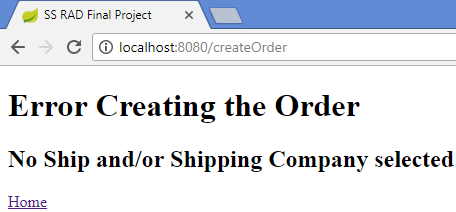 SS RAD Final Project
localhost:8080/createOrder
Error Creating the Order
No Ship and/or Shipping Company selected
Home